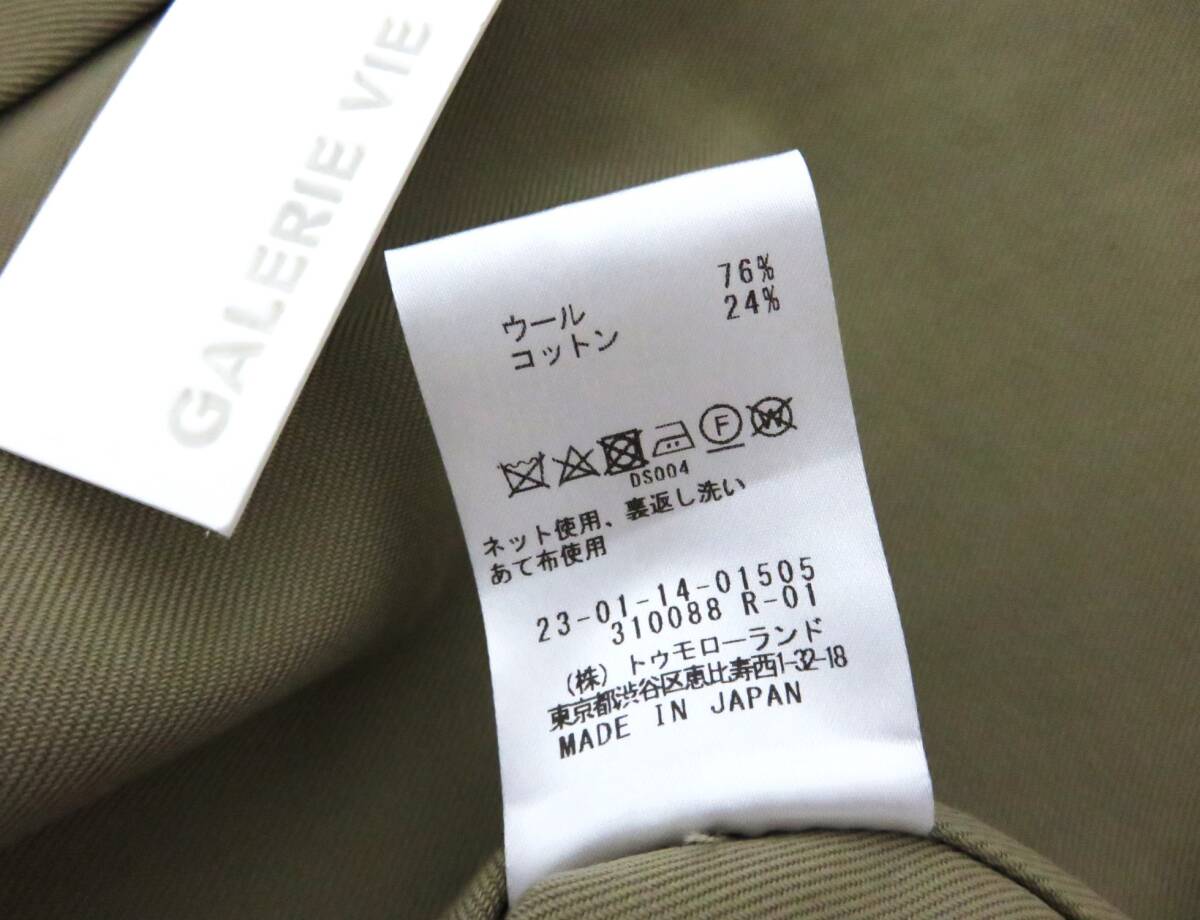 GALERIE VIE
ウール 76%
コットン 24%
F W
DS004
ネット使用、裏返し洗い
あて布使用
23-01-14-01505
310088 R-01
(株)トゥモローランド
東京都渋谷区恵比寿西1-32-18
MADE IN JAPAN